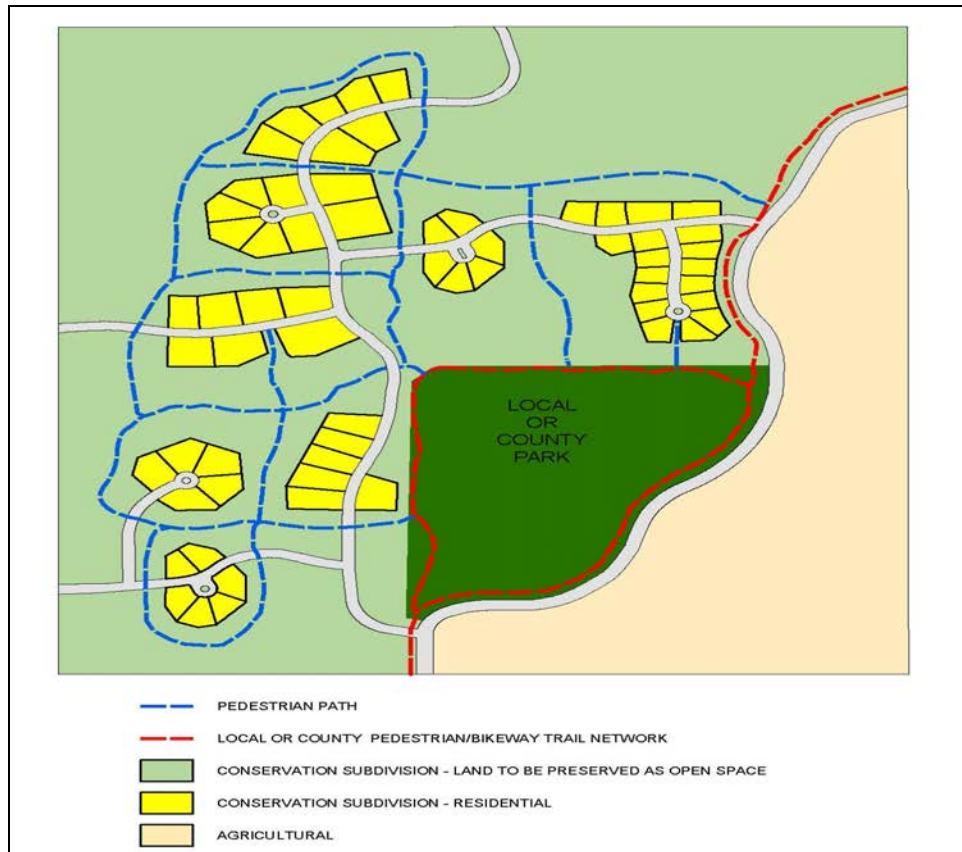 LOCAL
OR
COUNTY
PARK
PEDESTRIAN PATH
LOCAL OR COUNTY PEDESTRIAN/BIKEWAY TRAIL NETWORK
CONSERVATION SUBDIVISION - LAND TO BE PRESERVED AS OPEN SPACE
CONSERVATION SUBDIVISION - RESIDENTIAL
AGRICULTURAL